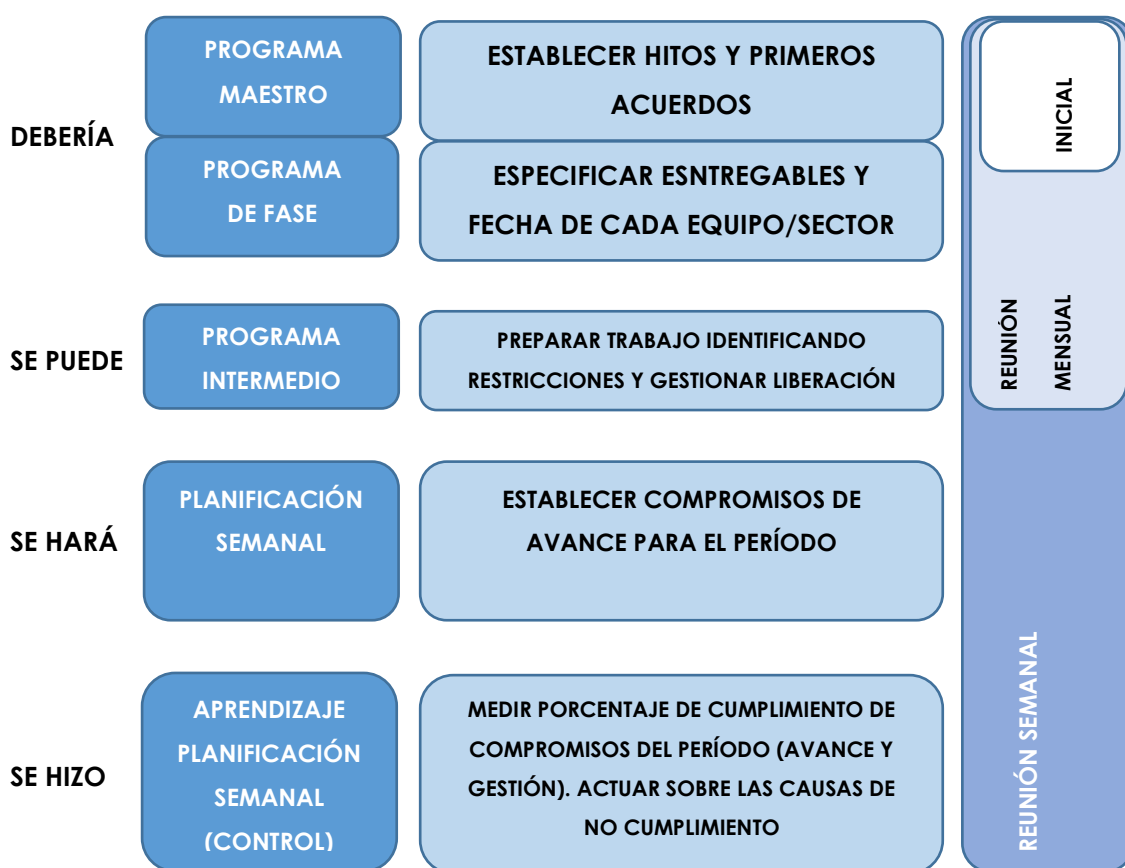 DEBERÍA
PROGRAMA
MAESTRO
ESTABLECER HITOS Y PRIMEROS
ACUERDOS
PROGRAMA
DE FASE
ESPECIFICAR ESNTREGABLES Y
FECHA DE CADA EQUIPO/SECTOR
SE PUEDE
PROGRAMA
INTERMEDIO
PREPARAR TRABAJO IDENTIFICANDO
RESTRICCIONES Y GESTIONAR LIBERACIÓN
SE HARÁ
PLANIFICACIÓN
SEMANAL
ESTABLECER COMPROMISOS DE
AVANCE PARA EL PERÍODO
SE HIZO
APRENDIZAJE
PLANIFICACIÓN
SEMANAL
(CONTROL)
MEDIR PORCENTAJE DE CUMPLIMIENTO DE
COMPROMISOS DEL PERÍODO (AVANCE Y
GESTIÓN). ACTUAR SOBRE LAS CAUSAS DE
NO CUMPLIMIENTO
INICIAL
REUNIÓN
MENSUAL
REUNIÓN SEMANAL